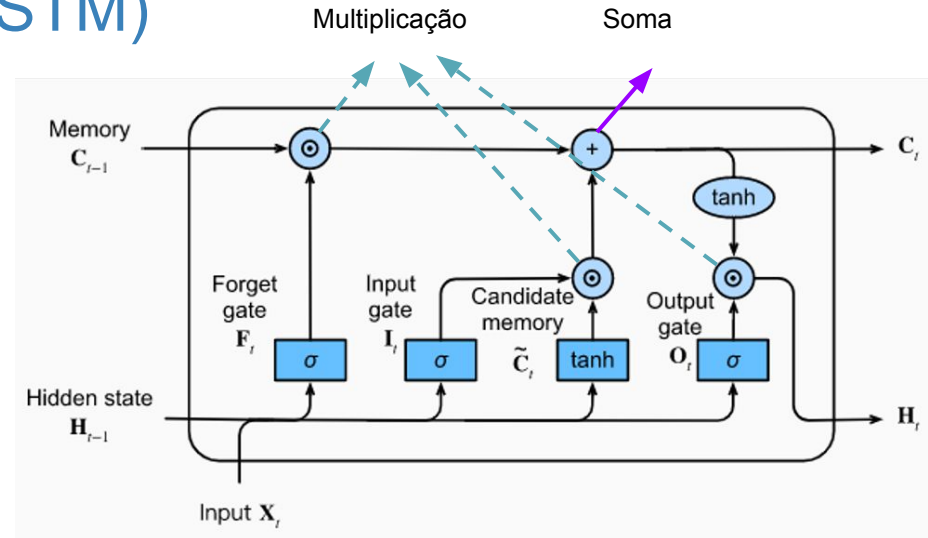 STM)
Multiplicação
Soma
Memory
C_{t-1}
C_t
tanh
Forget
gate
F_t
Input
gate
I_t
Candidate
memory
C̃_t
Output
gate
O_t
σ
σ
tanh
σ
Hidden state
H_{t-1}
H_t
Input X_t
⊙
+
⊙
⊙